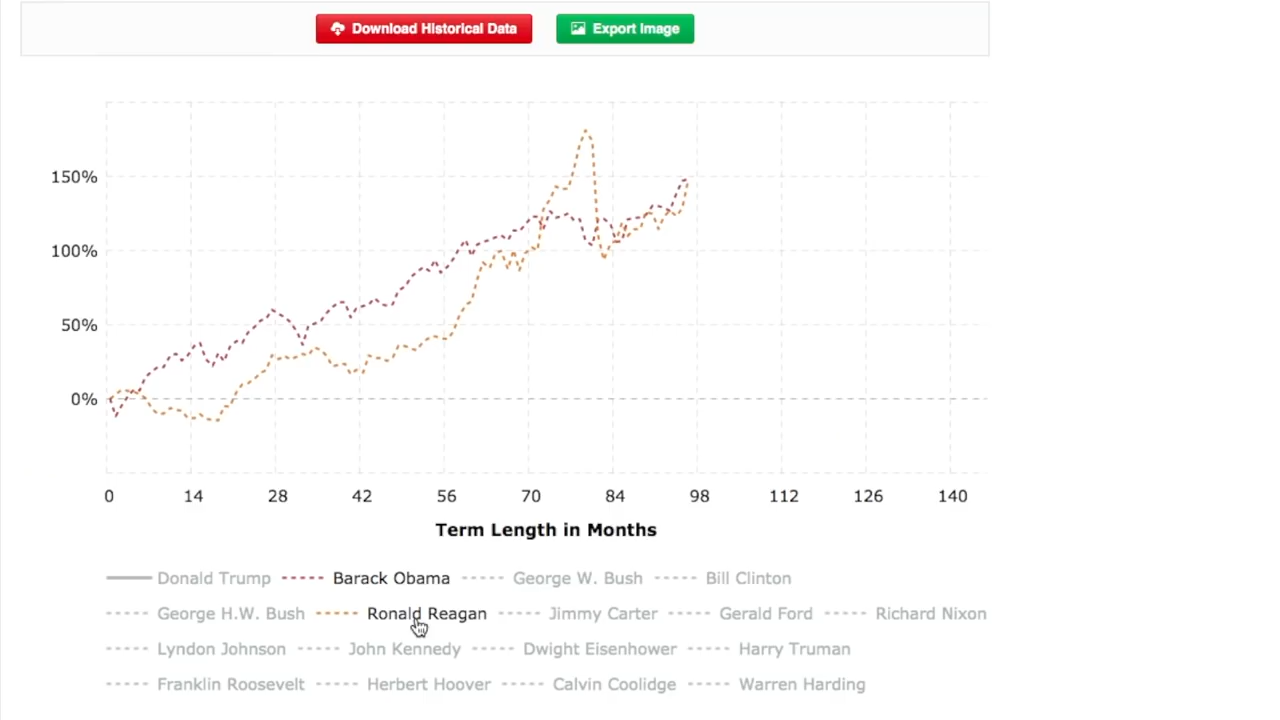 Download Historical Data Export Image
150%
100%
50%
0%
0 14 28 42 56 70 84 98 112 126 140
Term Length in Months
Donald Trump Barack Obama George W. Bush Bill Clinton
George H.W. Bush Ronald Reagan Jimmy Carter Gerald Ford Richard Nixon
Lyndon Johnson John Kennedy Dwight Eisenhower Harry Truman
Franklin Roosevelt Herbert Hoover Calvin Coolidge Warren Harding